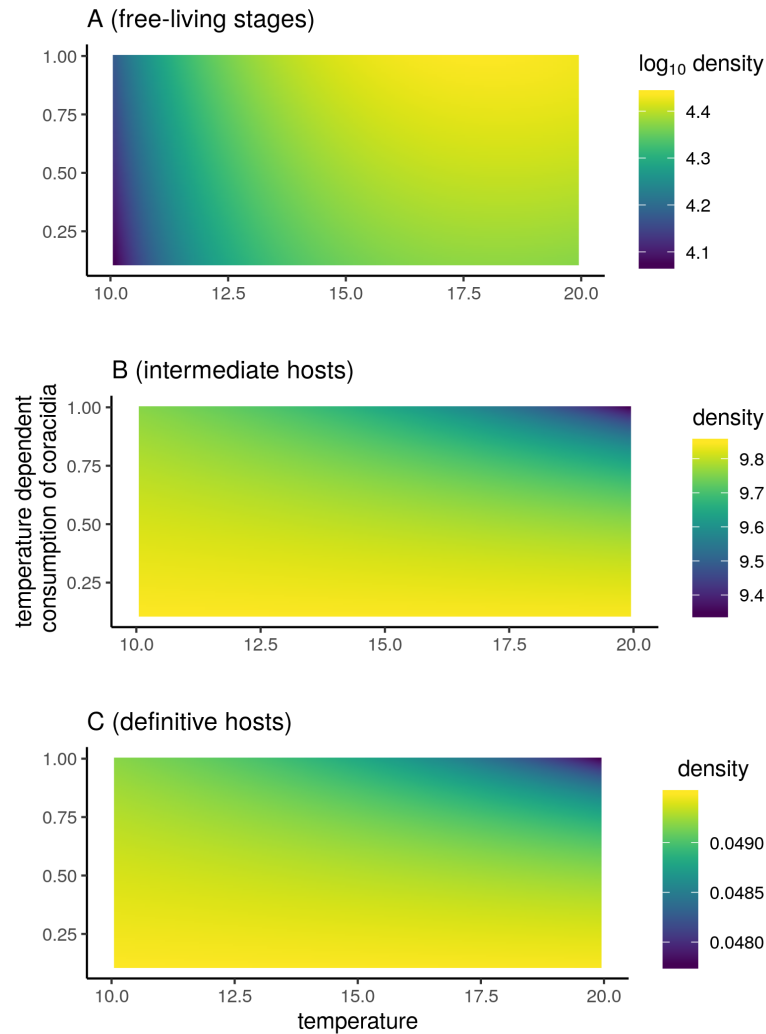 A (free-living stages)
1.00
0.75
0.50
0.25
10.0 12.5 15.0 17.5 20.0
log10 density
4.4
4.3
4.2
4.1
B (intermediate hosts)
temperature dependent
consumption of coracidia
1.00
0.75
0.50
0.25
10.0 12.5 15.0 17.5 20.0
density
9.8
9.7
9.6
9.5
9.4
C (definitive hosts)
1.00
0.75
0.50
0.25
10.0 12.5 15.0 17.5 20.0
temperature
density
0.0490
0.0485
0.0480